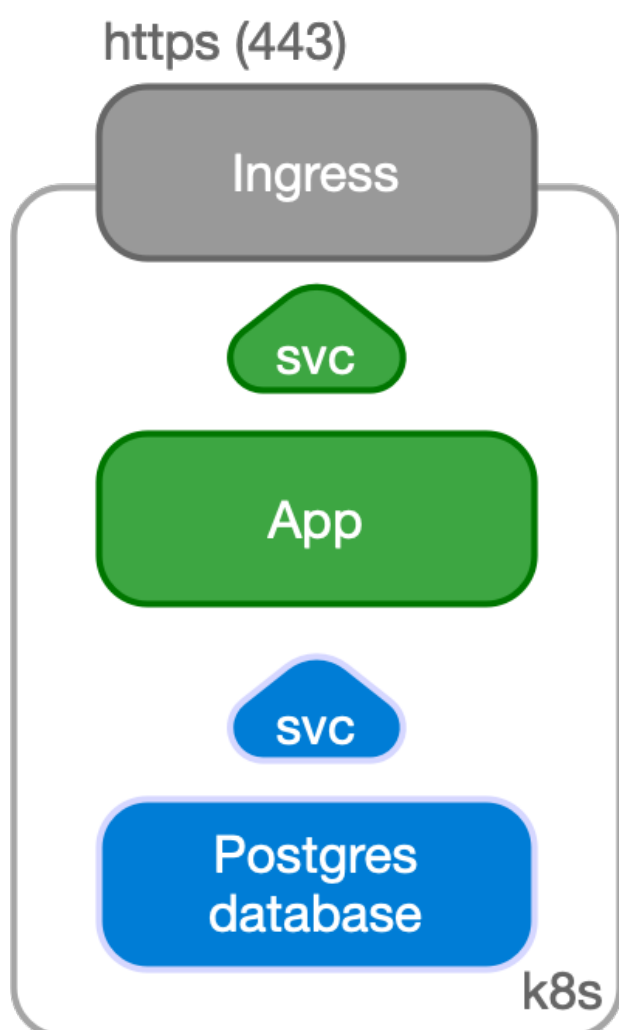 https (443)
Ingress
svc
App
svc
Postgres
database
k8s